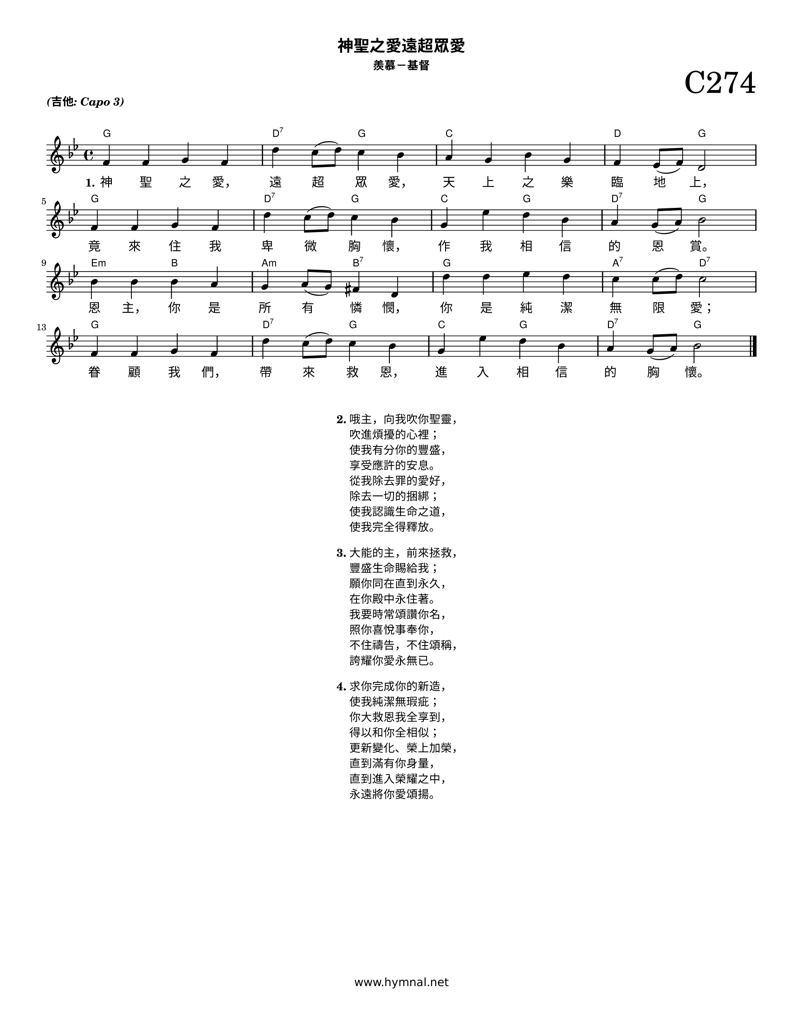 神聖之愛遠超眾愛
羨慕－基督
C274
(吉他: Capo 3)
G D7 G C D G
1. 神 聖 之 愛， 遠 超 眾 愛， 天 上 之 樂 臨 地 上，
5 G D7 G C G D7 G
竟 來 住 我 卑 微 胸 懷， 作 我 相 信 的 恩 賞。
9 Em B B Am B7 G A7 D7
恩 主， 你 是 所 有 憐 憫， 你 是 純 潔 無 限 愛；
13 G D7 G C G D7 G
眷 顧 我 們， 帶 來 救 恩， 進 入 相 信 的 胸 懷。
2. 哦主，向我吹你聖靈，
吹進煩擾的心裡；
使我有分你的豐盛，
享受應許的安息。
從我除去罪的愛好，
除去一切的捆綁；
使我認識生命之道，
使我完全得釋放。
3. 大能的主，前來拯救，
豐盛生命賜給我；
願你同在直到永久，
在你殿中永住著。
我要時常頌讚你名，
照你喜悅事奉你，
不住禱告，不住頌稱，
誇耀你愛永無已。
4. 求你完成你的新造，
使我純潔無瑕疵；
你大救恩我全享到，
得以和你全相似；
更新變化、榮上加榮，
直到滿有你身量，
直到進入榮耀之中，
永遠將你愛頌揚。
www.hymnal.net